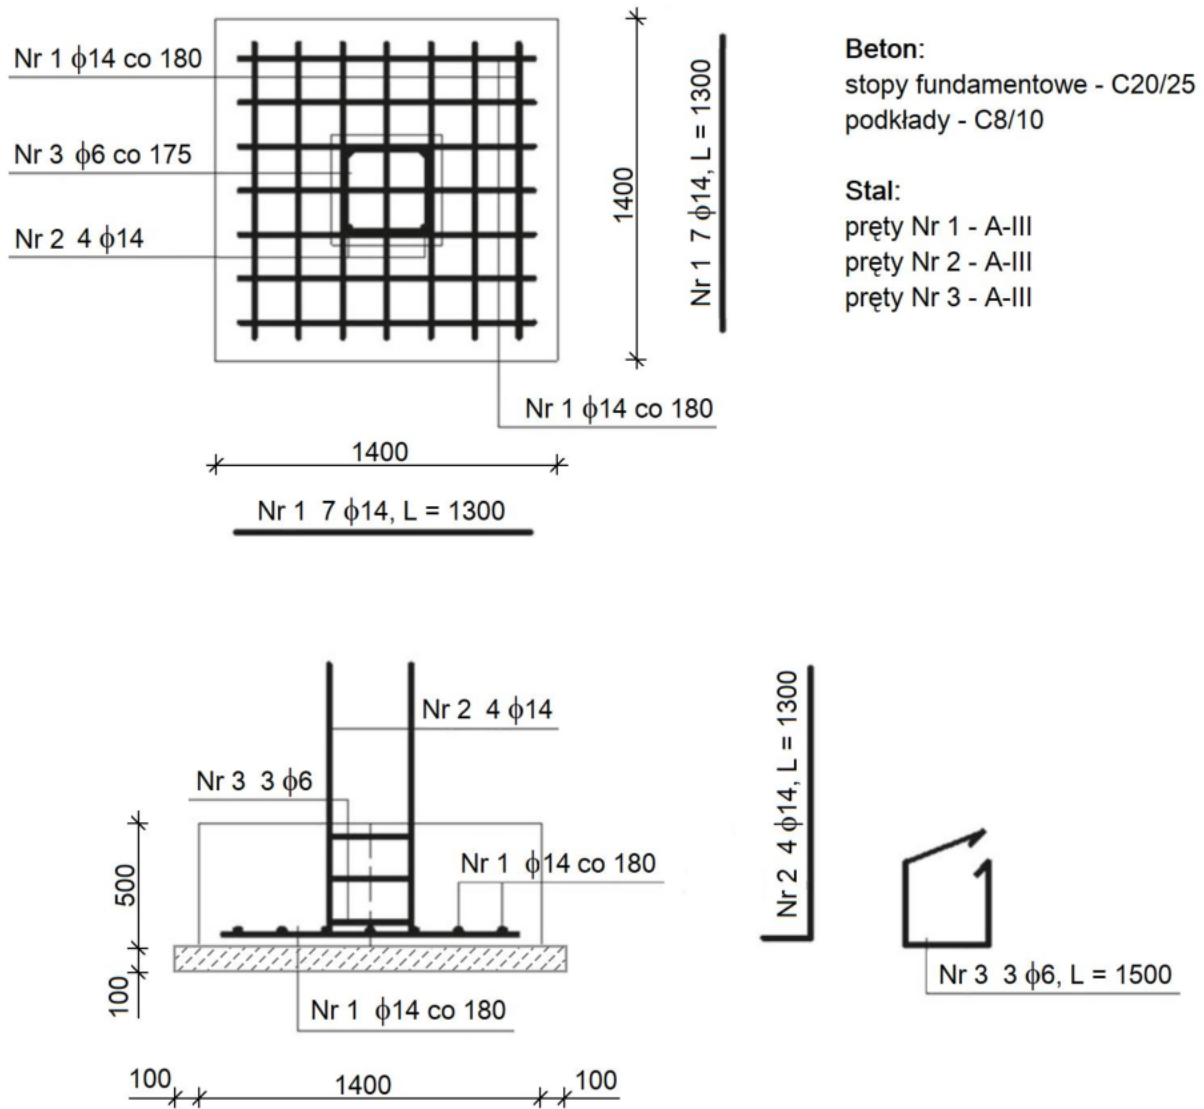 Nr 1 ϕ14 co 180
Nr 3 ϕ6 co 175
Nr 2 4 ϕ14
1400
Nr 1 7 ϕ14, L = 1300
Nr 1 ϕ14 co 180
1400
Nr 1 7 ϕ14, L = 1300
Beton:
stopy fundamentowe - C20/25
podkłady - C8/10
Stal:
pręty Nr 1 - A-III
pręty Nr 2 - A-III
pręty Nr 3 - A-III
Nr 2 4 ϕ14
Nr 3 3 ϕ6
Nr 1 ϕ14 co 180
500
100
Nr 1 ϕ14 co 180
100
1400
100
Nr 2 4 ϕ14, L = 1300
Nr 3 3 ϕ6, L = 1500